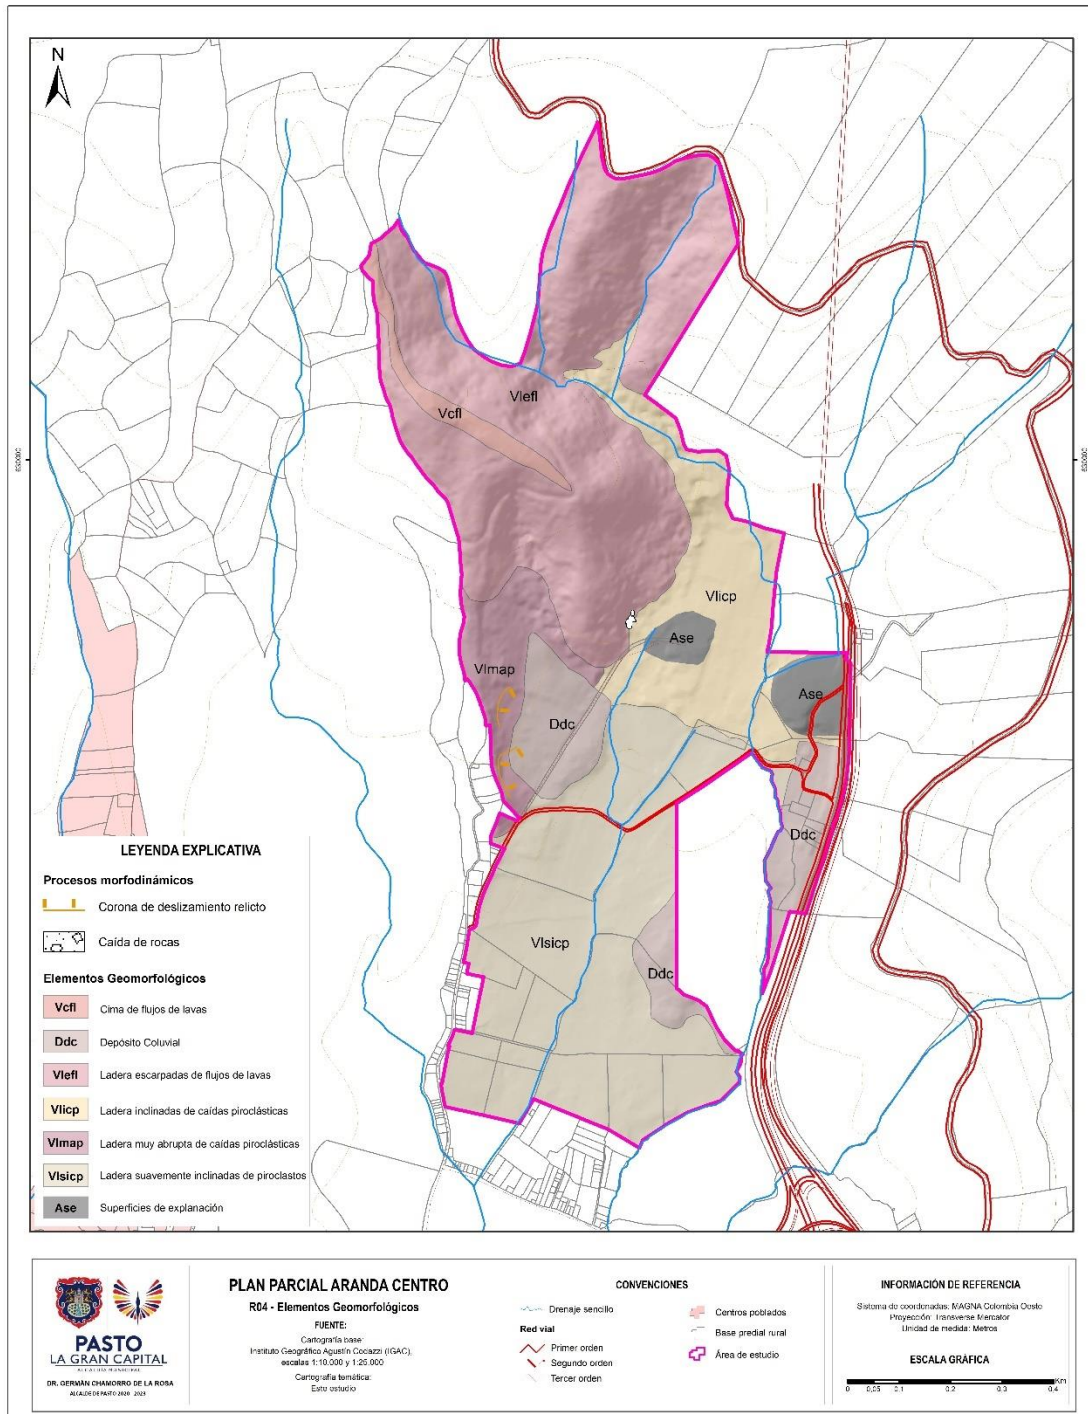 N
Vcfl
Vlefl
Vlicp
Ase
Vlmap
Ase
Ddc
Ddc
Vlsicp
Ddc
LEYENDA EXPLICATIVA
Procesos morfodinámicos
Corona de deslizamiento relicto
Caída de rocas
Elementos Geomorfológicos
Vcfl Cima de flujos de lavas
Ddc Depósito Coluvial
Vlefl Ladera escarpadas de flujos de lavas
Vlicp Ladera inclinadas de caídas piroclásticas
Vlmap Ladera muy abrupta de caídas piroclásticas
Vlsicp Ladera suavemente inclinadas de piroclastos
Ase Superficies de explanación
PASTO
LA GRAN CAPITAL
DR. GERMÁN CHAMORRO DE LA ROSA
ALCALDE DE PASTO 2020 - 2023
PLAN PARCIAL ARANDA CENTRO
R04 - Elementos Geomorfológicos
FUENTE:
Cartografía base:
Instituto Geográfico Agustín Codazzi (IGAC),
escalas 1:10.000 y 1:25.000
Cartografía temática:
Este estudio
CONVENCIONES
Drenaje sencillo
Red vial
Primer orden
Segundo orden
Tercer orden
Centros poblados
Base predial rural
Área de estudio
INFORMACIÓN DE REFERENCIA
Sistema de coordenadas: MAGNA Colombia Oeste
Proyección: Transverse Mercator
Unidad de medida: Metros
ESCALA GRÁFICA
0 0,05 0.1 0.2 0.3 0.4 Km